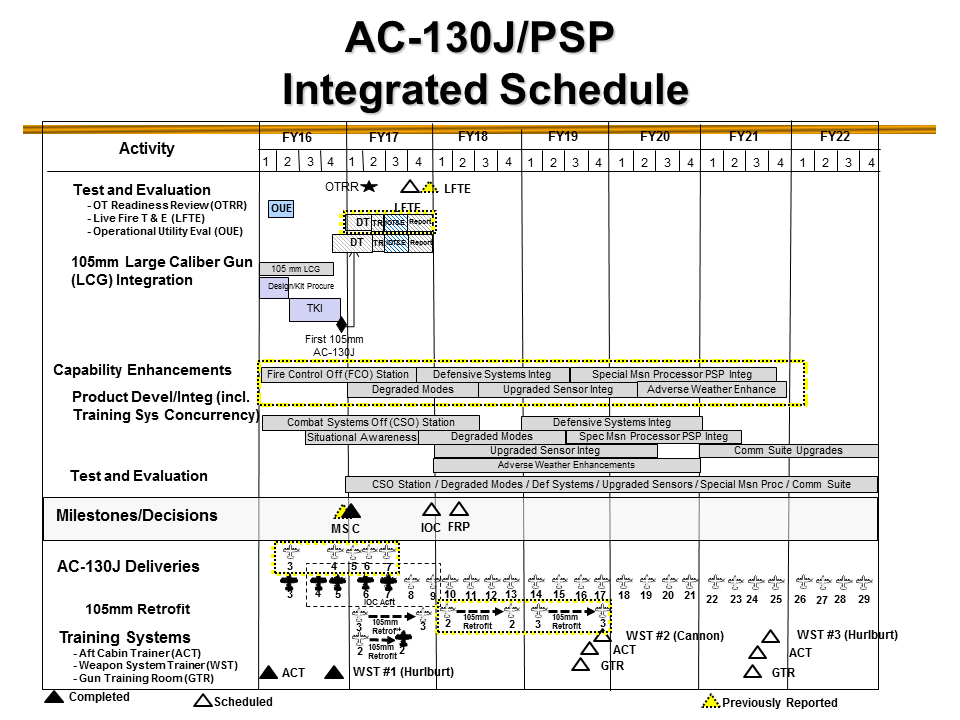 AC-130J/PSP
Integrated Schedule
Activity
FY16 FY17 FY18 FY19 FY20 FY21 FY22
1 2 3 4 1 2 3 4 1 2 3 4 1 2 3 4 1 2 3 4 1 2 3 4 1 2 3 4
Test and Evaluation
- OT Readiness Review (OTRR)
- Live Fire T & E (LFTE)
- Operational Utility Eval (OUE)
OTRR
LFTE
LFTE
OUE
DT TR IOT&E Report
DT TR IOT&E Report
105mm Large Caliber Gun
(LCG) Integration
105 mm LCG
Design/Kit Procure
TKI
First 105mm
AC-130J
Capability Enhancements
Fire Control Off (FCO) Station
Defensive Systems Integ
Special Msn Processor PSP Integ
Degraded Modes
Upgraded Sensor Integ
Adverse Weather Enhance
Product Devel/Integ (incl.
Training Sys Concurrency)
Combat Systems Off (CSO) Station
Defensive Systems Integ
Situational Awareness
Degraded Modes
Spec Msn Processor PSP Integ
Upgraded Sensor Integ
Comm Suite Upgrades
Adverse Weather Enhancements
Test and Evaluation
CSO Station / Degraded Modes / Def Systems / Upgraded Sensors / Special Msn Proc / Comm Suite
Milestones/Decisions
MS C
IOC
FRP
AC-130J Deliveries
3 4 5 6 7
3 4 5 6 7 8 9 10 11 12 13 14 15 16 17 18 19 20 21 22 23 24 25 26 27 28 29
IOC Acft
105mm Retrofit
3 105mm Retrofit 3
2 105mm Retrofit 2
2 105mm Retrofit 2
3 105mm Retrofit 3
Training Systems
- Aft Cabin Trainer (ACT)
- Weapon System Trainer (WST)
- Gun Training Room (GTR)
ACT
WST #1 (Hurlburt)
WST #2 (Cannon)
ACT
GTR
WST #3 (Hurlburt)
ACT
GTR
Completed
Scheduled
Previously Reported